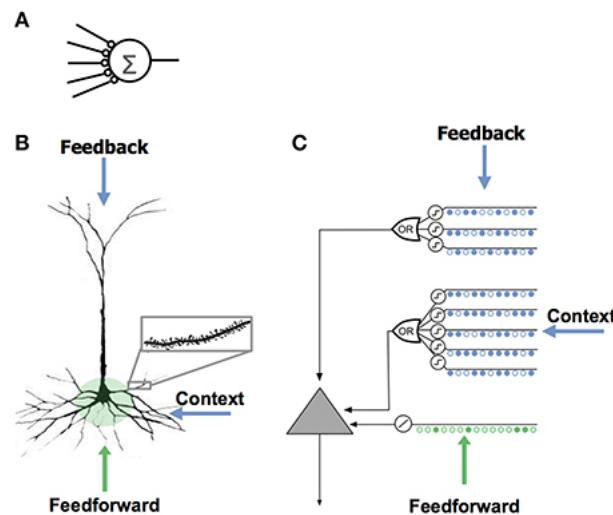 A
Σ
B
Feedback
Context
Feedforward
C
Feedback
OR
OR
Context
Feedforward